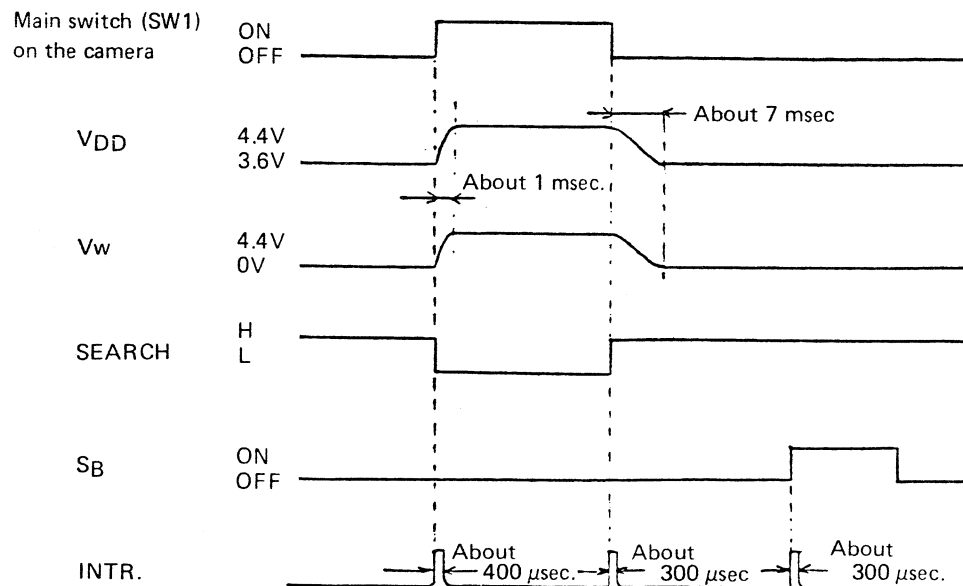 Main switch (SW1)
on the camera
ON
OFF
About 7 msec
VDD
4.4V
3.6V
About 1 msec.
Vw
4.4V
0V
SEARCH
H
L
SB
ON
OFF
INTR.
About
400 μsec.
About
300 μsec
About
300 μsec.